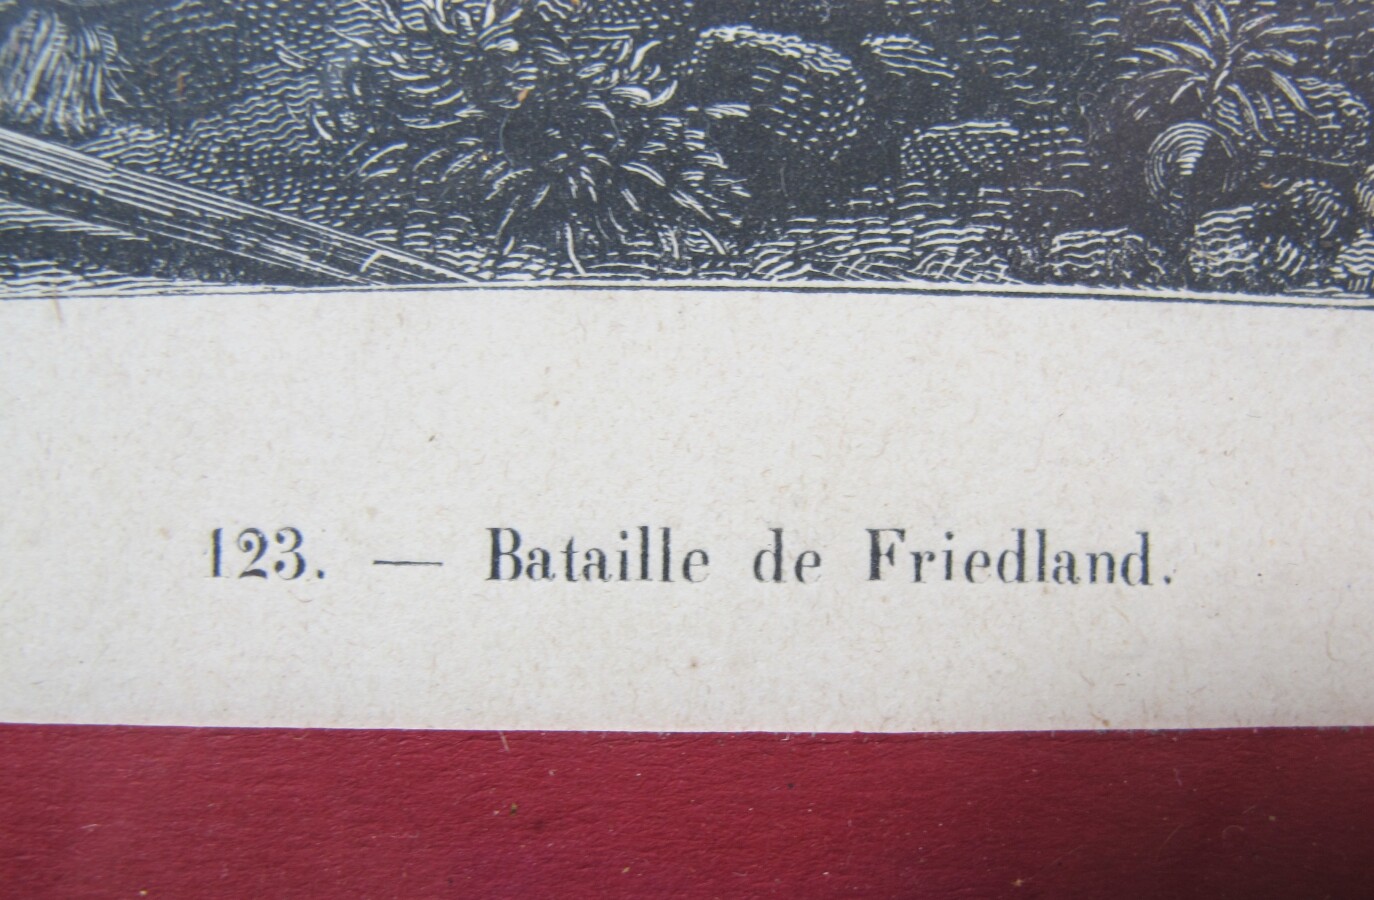 123. — Bataille de Friedland.